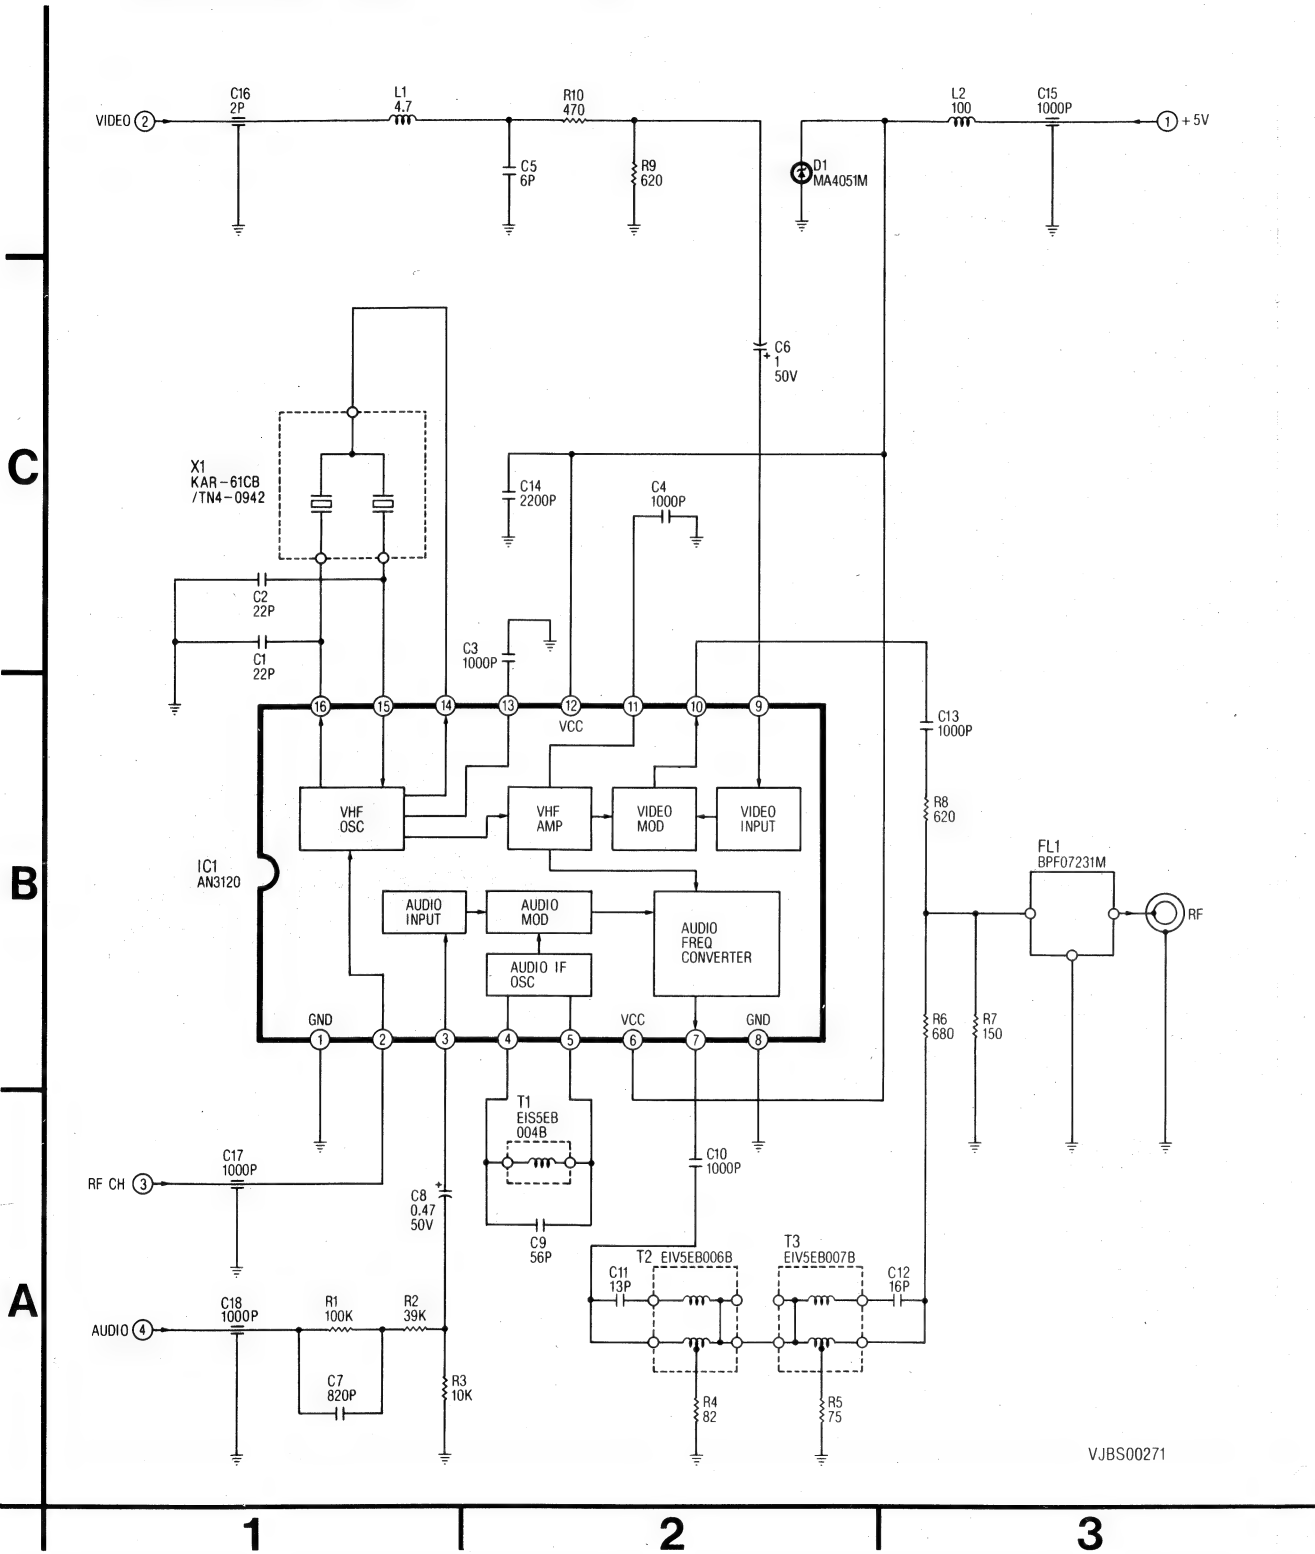 C16
2P
L1
4.7
R10
470
L2
100
C15
1000P
VIDEO 2
1 +5V
C5
6P
R9
620
D1
MA4051M
C6
+ 1
50V
C
X1
KAR-61CB
/TN4-0942
C14
2200P
C4
1000P
C2
22P
C1
22P
C3
1000P
16 15 14 13 12 11 10 9
VCC
C13
1000P
VHF
OSC
VHF
AMP
VIDEO
MOD
VIDEO
INPUT
R8
620
IC1
AN3120
FL1
BPF07231M
B
AUDIO
INPUT
AUDIO
MOD
AUDIO
FREQ
CONVERTER
RF
AUDIO IF
OSC
GND
VCC
GND
1 2 3 4 5 6 7 8
R6
680
R7
150
T1
EIS5EB
004B
C17
1000P
C10
1000P
RF CH 3
+
C8
0.47
50V
C9
56P
T2 EIV5EB006B
T3
EIV5EB007B
C11
13P
C12
16P
A
C18
1000P
R1
100K
R2
39K
AUDIO 4
C7
820P
R3
10K
R4
82
R5
75
VJBS00271
1 2 3